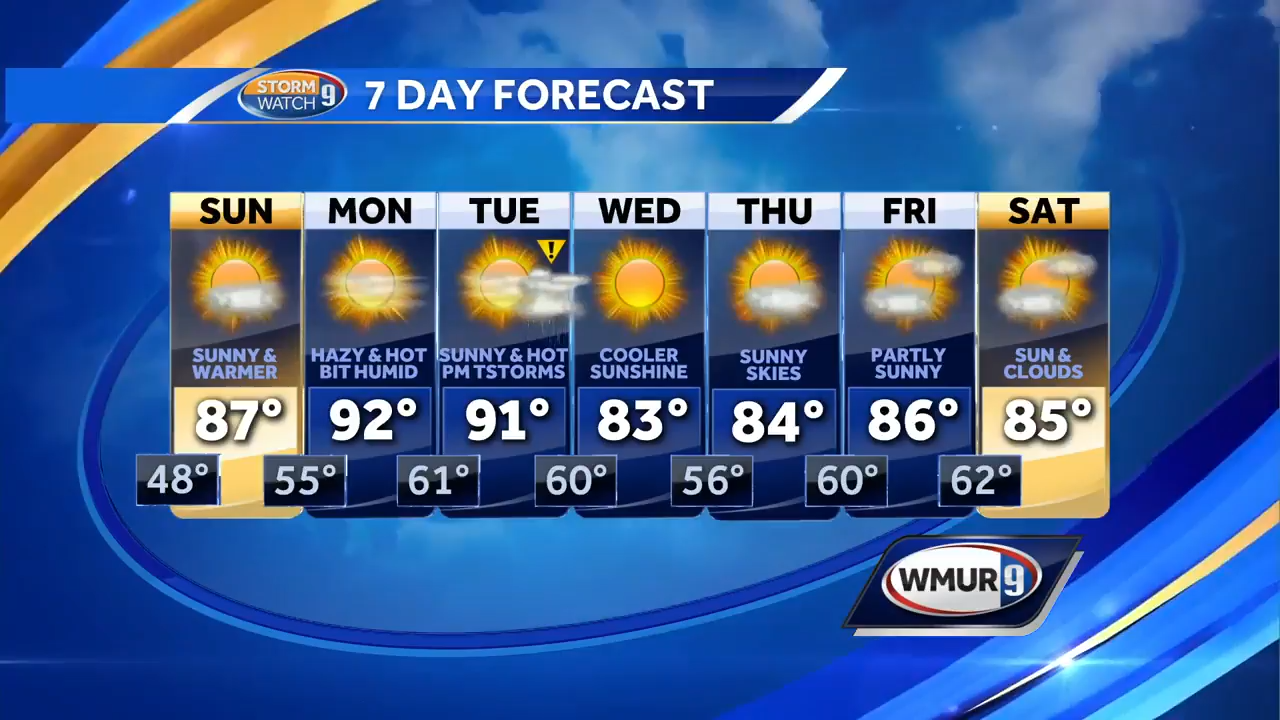 STORM
WATCH 9
7 DAY FORECAST
SUN MON TUE WED THU FRI SAT
!
SUNNY &
WARMER
HAZY & HOT
BIT HUMID
SUNNY & HOT
PM TSTORMS
COOLER
SUNSHINE
SUNNY
SKIES
PARTLY
SUNNY
SUN &
CLOUDS
87° 92° 91° 83° 84° 86° 85°
48° 55° 61° 60° 56° 60° 62°
WMUR 9